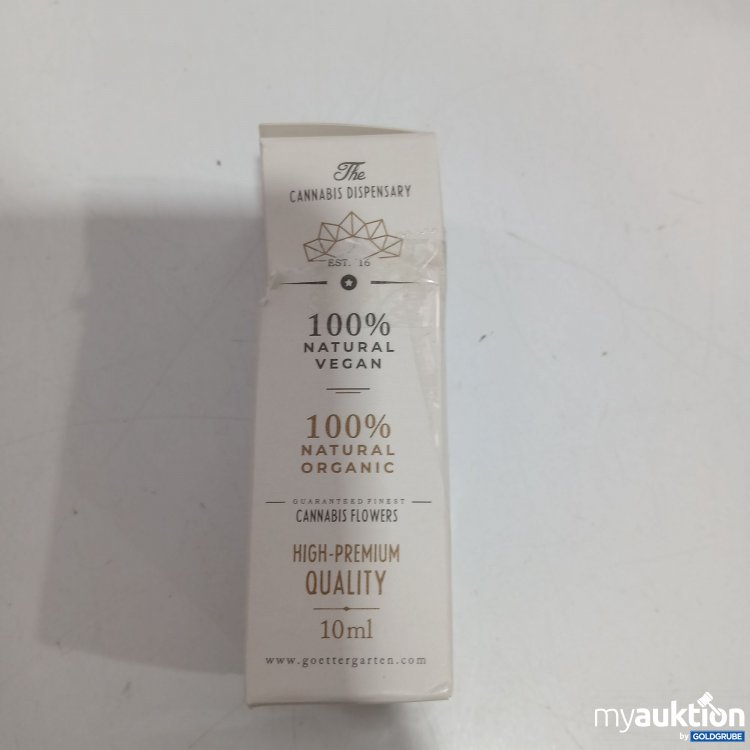 The
CANNABIS DISPENSARY
EST. '16
100%
NATURAL
VEGAN
100%
NATURAL
ORGANIC
GUARANTEED FINEST
CANNABIS FLOWERS
HIGH-PREMIUM
QUALITY
10ml
www.goettergarten.com
myauktion
by GOLDGRUBE